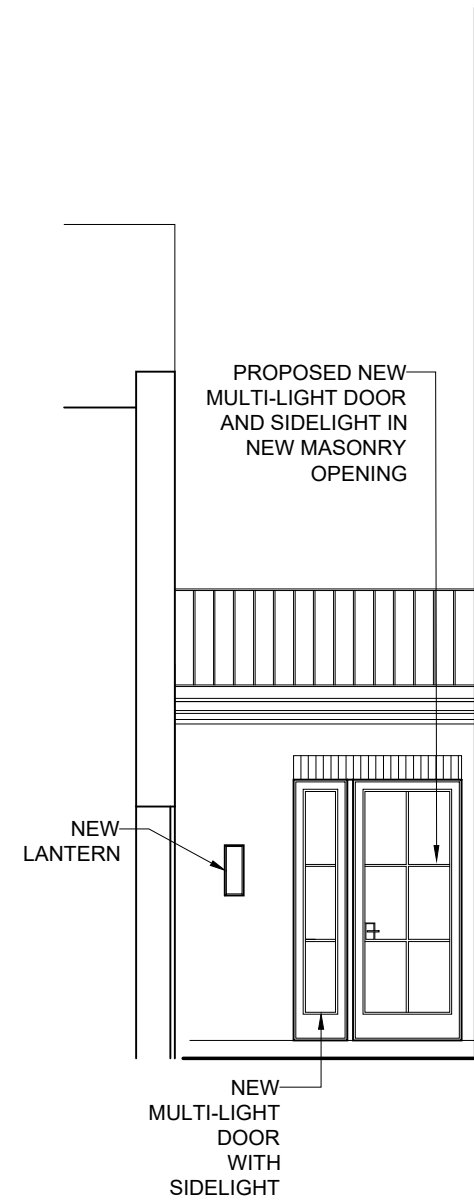 PROPOSED NEW
MULTI-LIGHT DOOR
AND SIDELIGHT IN
NEW MASONRY
OPENING
NEW
LANTERN
NEW
MULTI-LIGHT
DOOR
WITH
SIDELIGHT